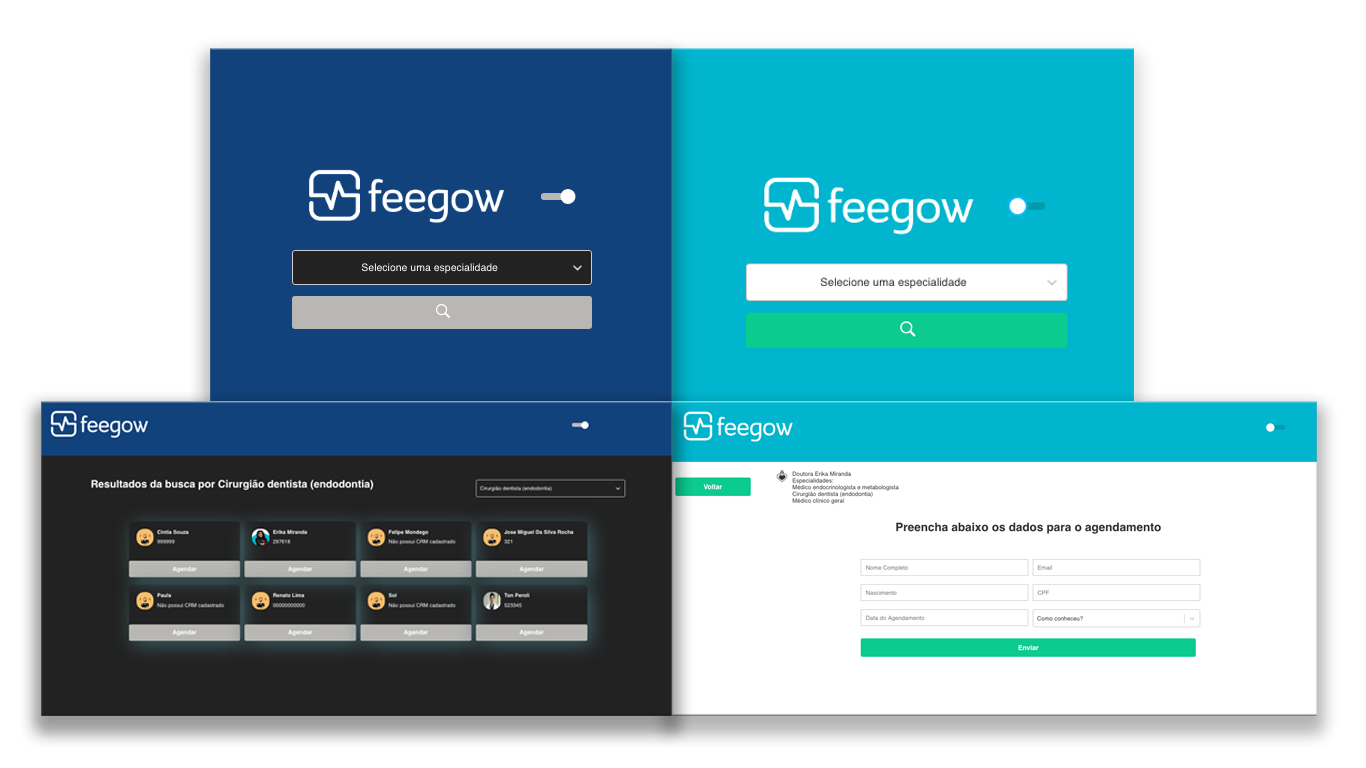 feegow
Selecione uma especialidade
feegow
Selecione uma especialidade
feegow
Resultados da busca por Cirurgião dentista (endodontia)
Cirurgião dentista (endodontia)
Cintia Souza
999999
Agendar
Erika Miranda
297618
Agendar
Felipe Mondego
Não possui CRM cadastrado
Agendar
Jose Miguel Da Silva Rocha
321
Agendar
Paula
Não possui CRM cadastrado
Agendar
Renato Lima
00000000000
Agendar
Sol
Não possui CRM cadastrado
Agendar
Ton Peroli
523345
Agendar
feegow
Voltar
Doutora Erika Miranda
Especialidades:
Médico endocrinologista e metabologista
Cirurgião dentista (endodontia)
Médico clínico geral
Preencha abaixo os dados para o agendamento
Nome Completo
Email
Nascimento
CPF
Data do Agendamento
Como conheceu?
Enviar